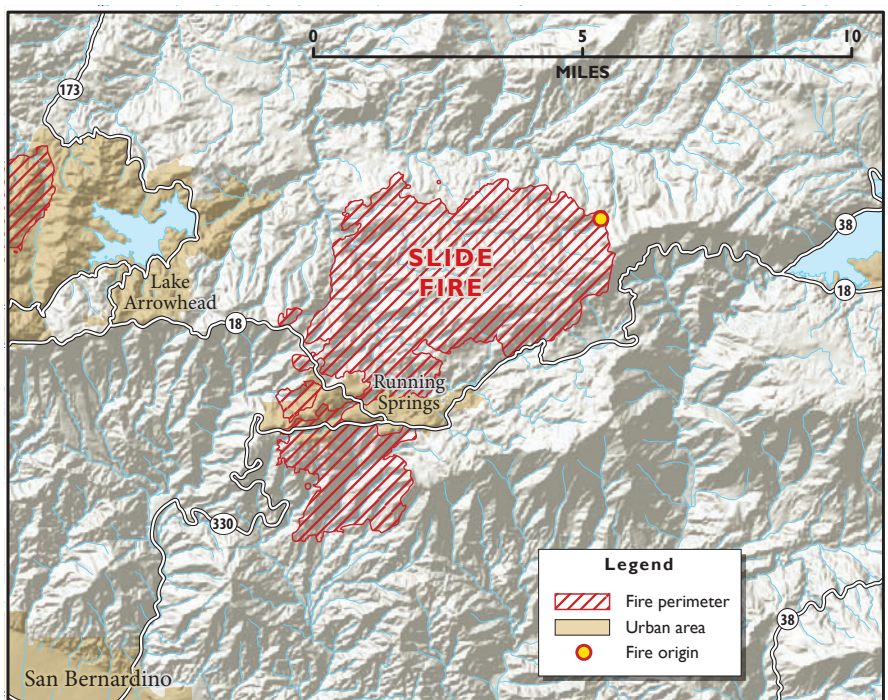 0 5 10
MILES
173
38
SLIDE
FIRE
Lake
Arrowhead
18
18
Running
Springs
330
Legend
Fire perimeter
Urban area
Fire origin
38
San Bernardino